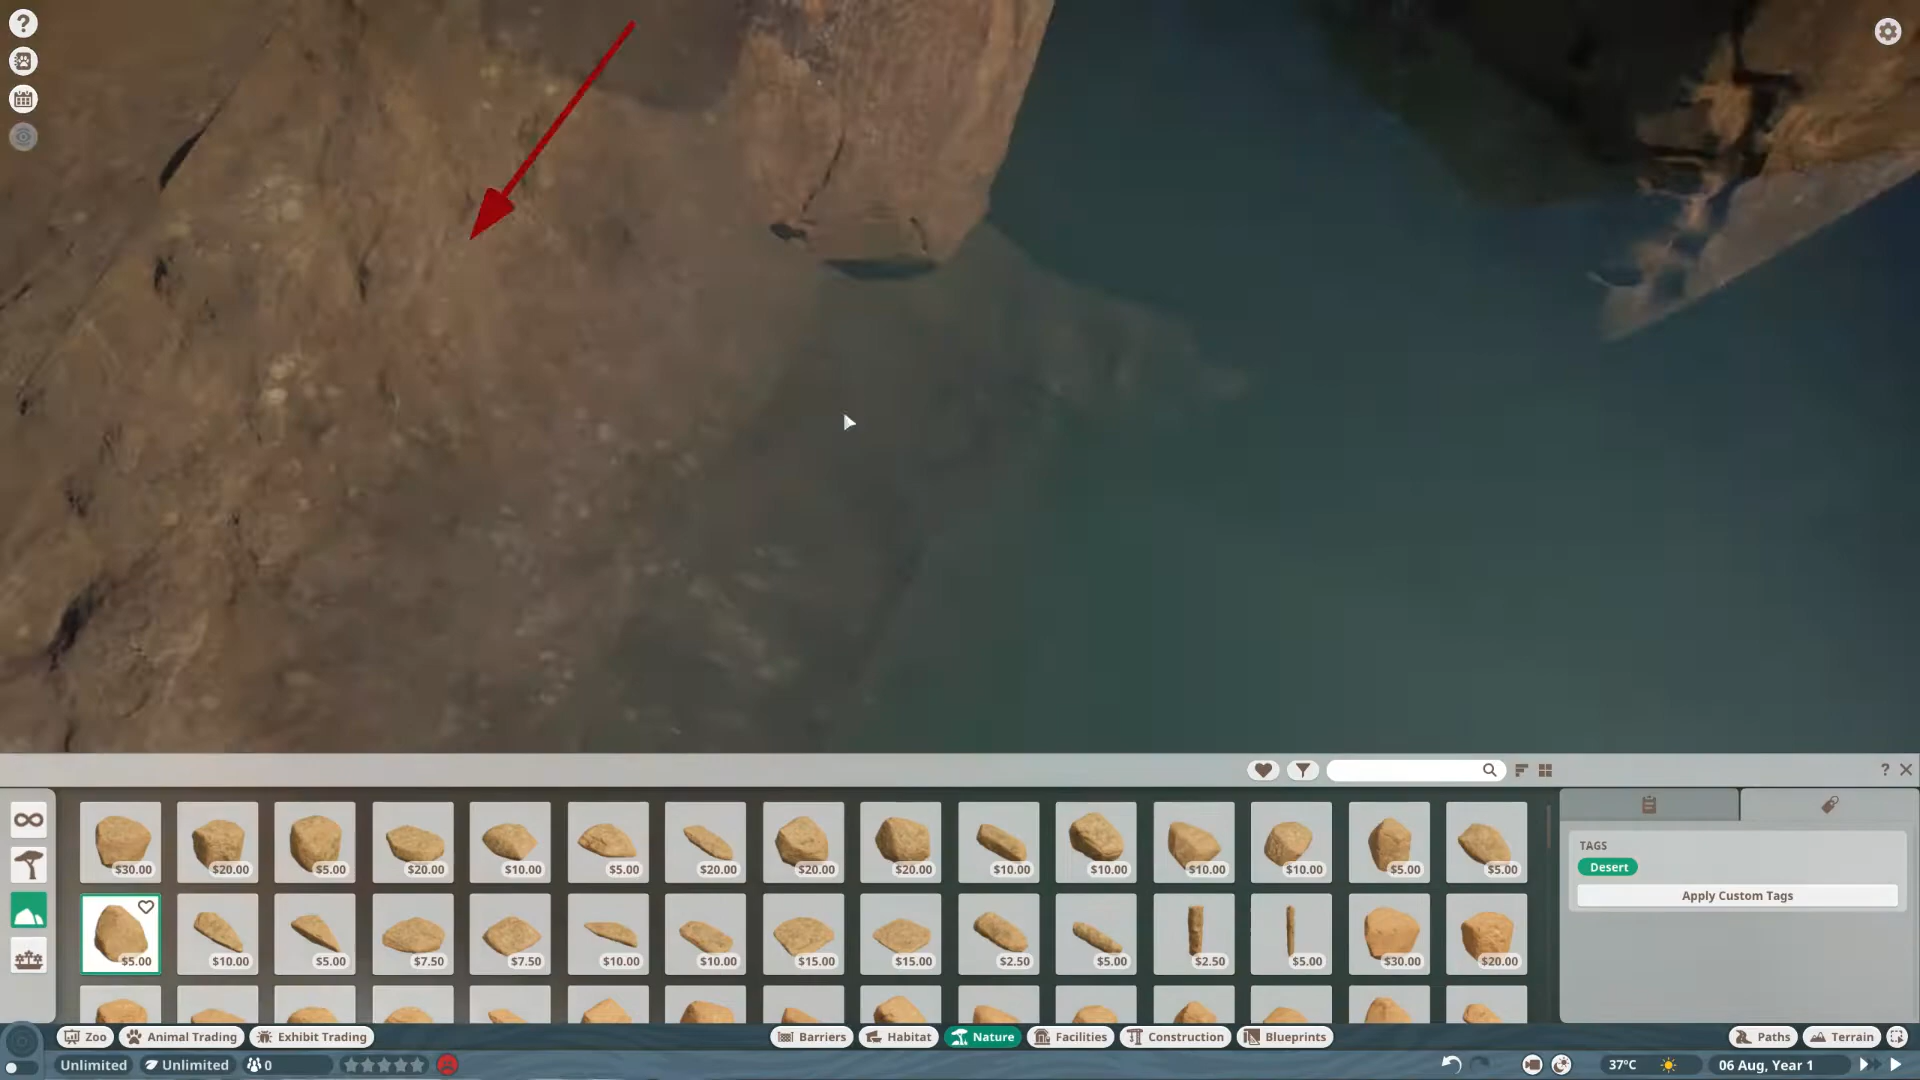 $30.00 $20.00 $5.00 $20.00 $10.00 $5.00 $20.00 $20.00 $20.00 $10.00 $10.00 $10.00 $10.00 $5.00 $5.00
$5.00 $10.00 $5.00 $7.50 $7.50 $10.00 $10.00 $15.00 $15.00 $2.50 $5.00 $2.50 $5.00 $30.00 $20.00
TAGS
Desert
Apply Custom Tags
Zoo Animal Trading Exhibit Trading Barriers Habitat Nature Facilities Construction Blueprints Paths Terrain
Unlimited Unlimited 0 37°C 06 Aug, Year 1